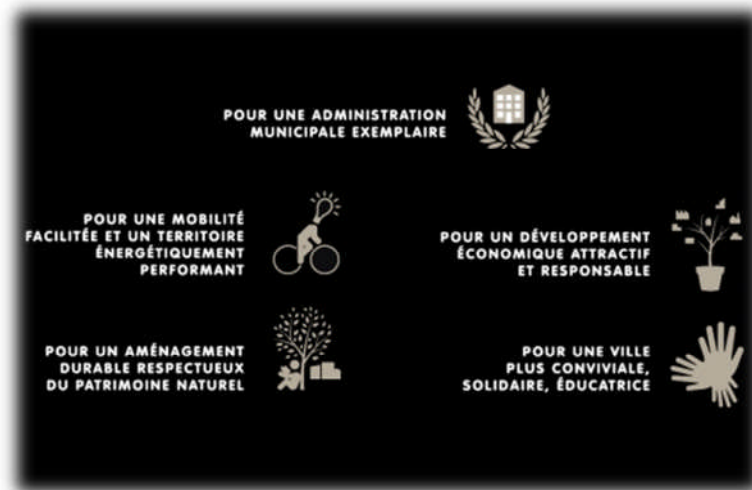 POUR UNE ADMINISTRATION
MUNICIPALE EXEMPLAIRE
POUR UNE MOBILITÉ
FACILITÉE ET UN TERRITOIRE
ÉNERGÉTIQUEMENT
PERFORMANT
POUR UN DÉVELOPPEMENT
ÉCONOMIQUE ATTRACTIF
ET RESPONSABLE
POUR UN AMÉNAGEMENT
DURABLE RESPECTUEUX
DU PATRIMOINE NATUREL
POUR UNE VILLE
PLUS CONVIVIALE,
SOLIDAIRE, ÉDUCATRICE